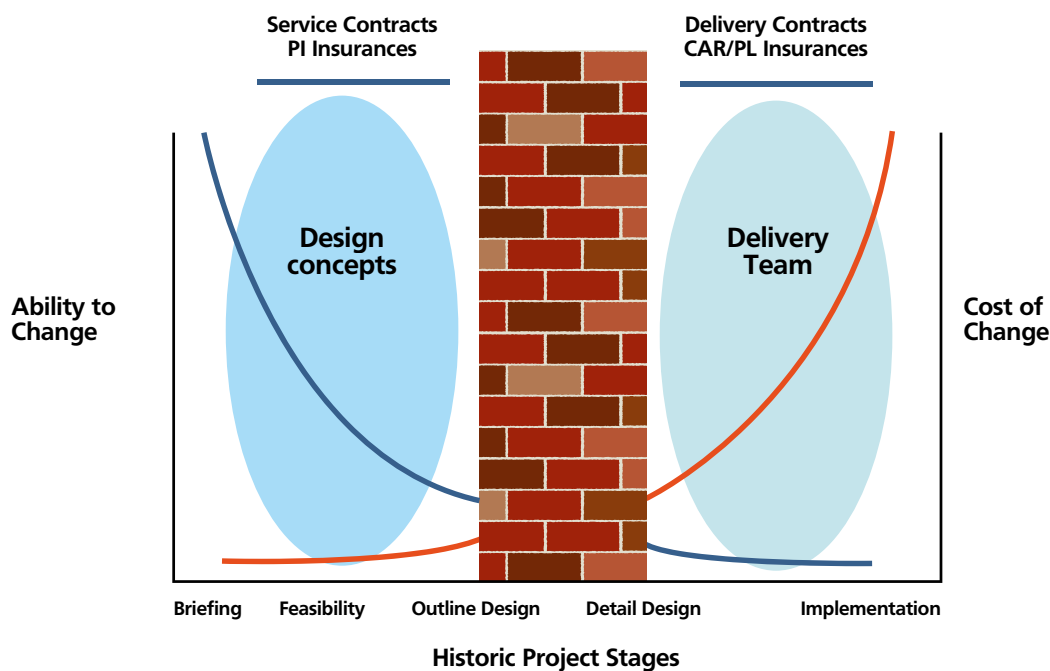 Service Contracts
PI Insurances
Delivery Contracts
CAR/PL Insurances
Design
concepts
Delivery
Team
Ability to
Change
Cost of
Change
Briefing
Feasibility
Outline Design
Detail Design
Implementation
Historic Project Stages